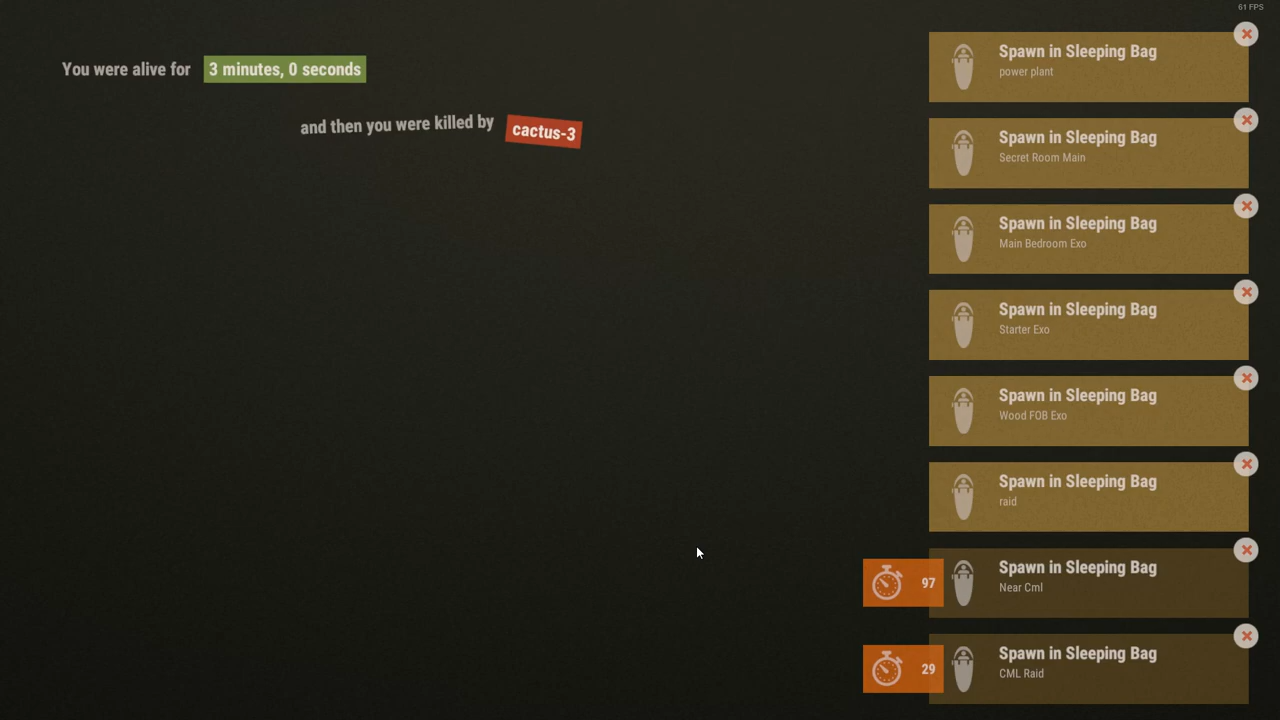 61 FPS
You were alive for 3 minutes, 0 seconds
and then you were killed by cactus-3
Spawn in Sleeping Bag
power plant
Spawn in Sleeping Bag
Secret Room Main
Spawn in Sleeping Bag
Main Bedroom Exo
Spawn in Sleeping Bag
Starter Exo
Spawn in Sleeping Bag
Wood FOB Exo
Spawn in Sleeping Bag
raid
97
Spawn in Sleeping Bag
Near Cml
29
Spawn in Sleeping Bag
CML Raid